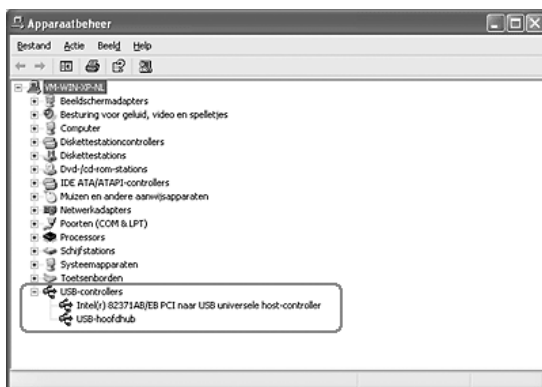 Apparaatbeheer
Bestand Actie Beeld Help
VM-WIN-XP-NL
Beeldschermadapters
Besturing voor geluid, video en spelletjes
Computer
Diskettestationcontrollers
Diskettestations
Dvd-/cd-rom-stations
IDE ATA/ATAPI-controllers
Muizen en andere aanwijsapparaten
Netwerkadapters
Poorten (COM & LPT)
Processors
Schijfstations
Systeemapparaten
Toetsenborden
USB-controllers
Intel(r) 82371AB/EB PCI naar USB universele host-controller
USB-hoofdhub